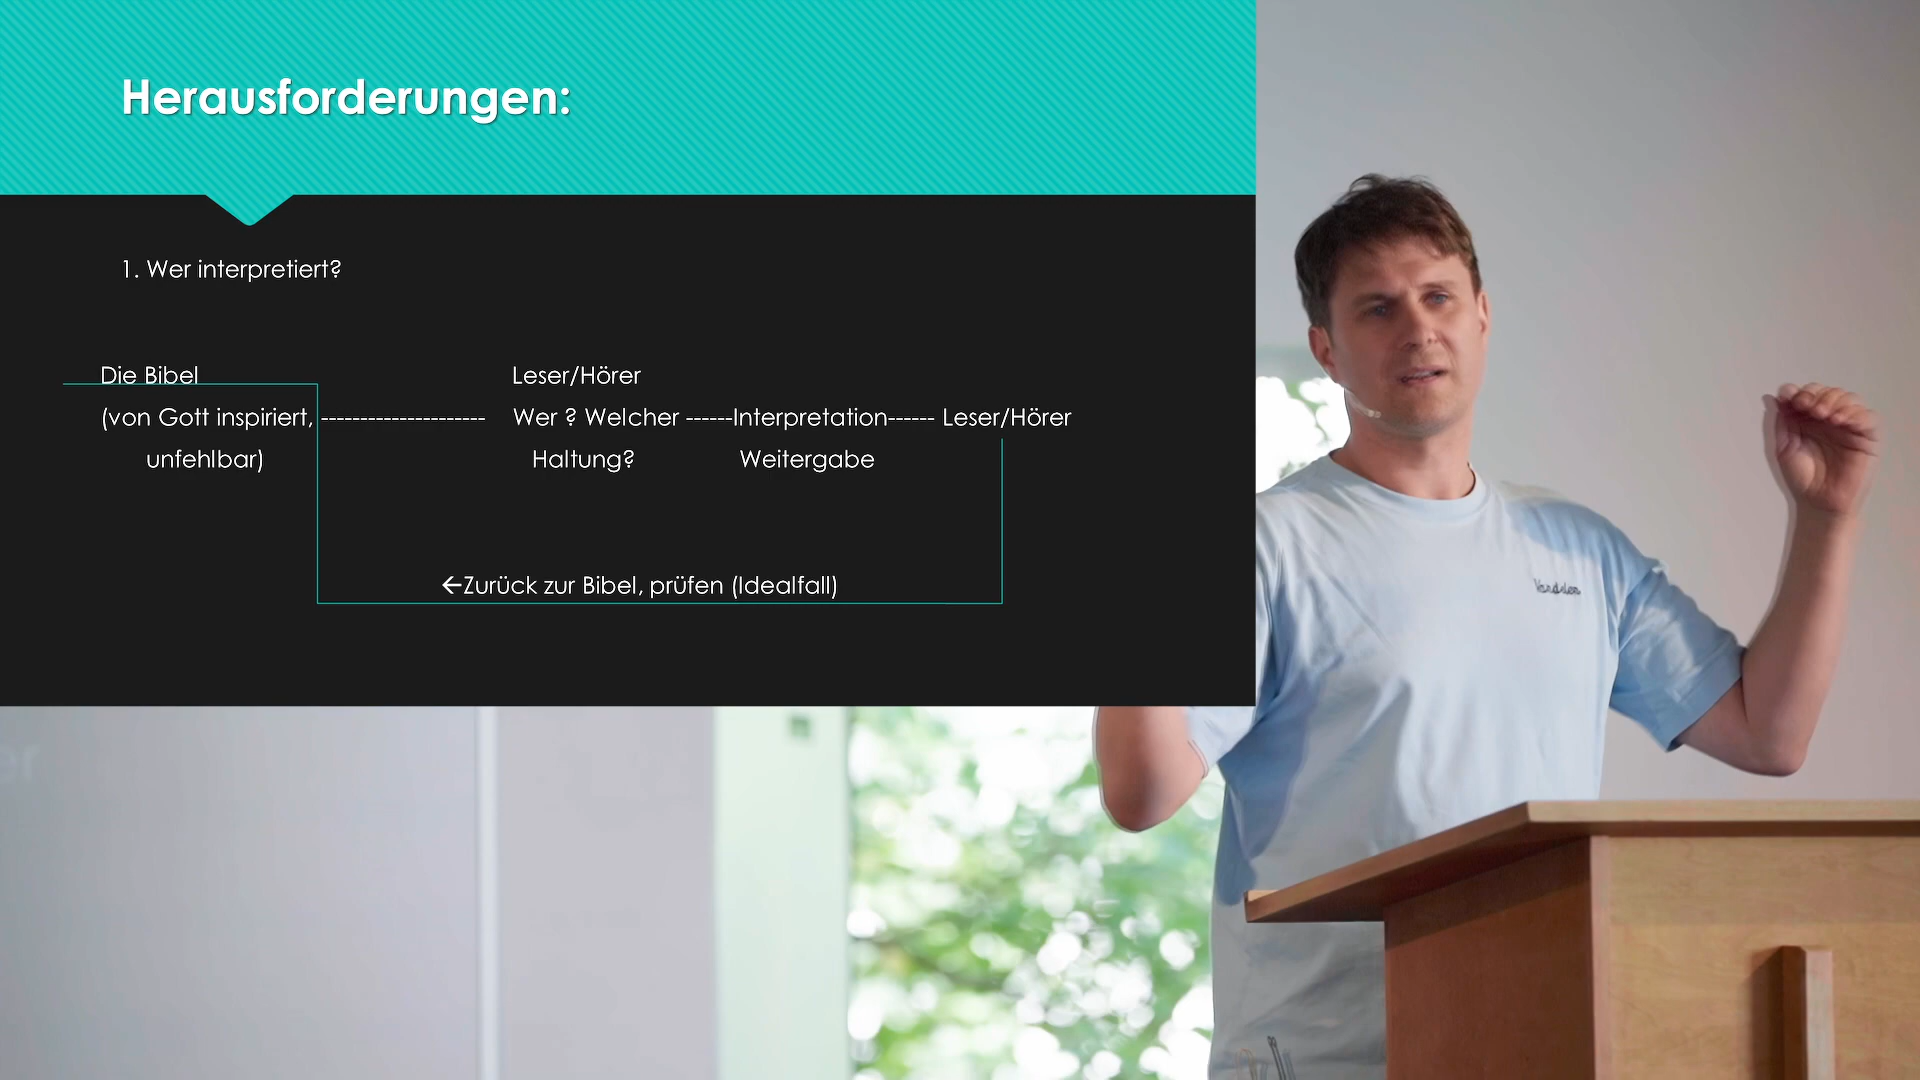 Herausforderungen:
1. Wer interpretiert?
Die Bibel Leser/Hörer
(von Gott inspiriert, --------------------- Wer ? Welcher ------Interpretation------ Leser/Hörer
unfehlbar) Haltung? Weitergabe
←Zurück zur Bibel, prüfen (Idealfall)
er